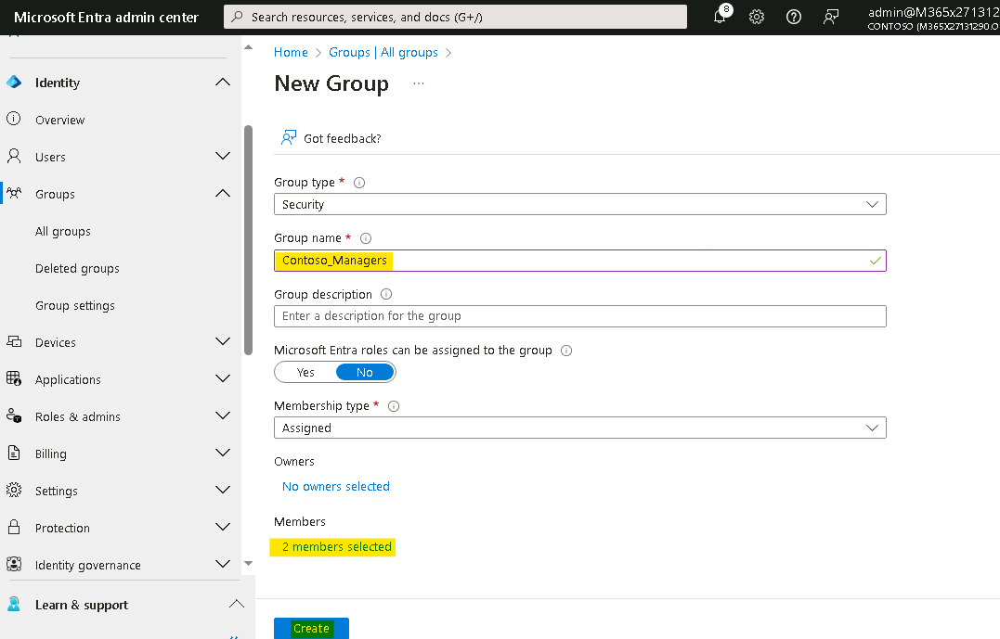 Microsoft Entra admin center
Search resources, services, and docs (G+/)
8
admin@M365x271312
CONTOSO (M365X27131290.O
Identity
Overview
Users
Groups
All groups
Deleted groups
Group settings
Devices
Applications
Roles & admins
Billing
Settings
Protection
Identity governance
Learn & support
Home > Groups | All groups >
New Group ...
Got feedback?
Group type *
Security
Group name *
Contoso_Managers
Group description
Enter a description for the group
Microsoft Entra roles can be assigned to the group
Yes No
Membership type *
Assigned
Owners
No owners selected
Members
2 members selected
Create